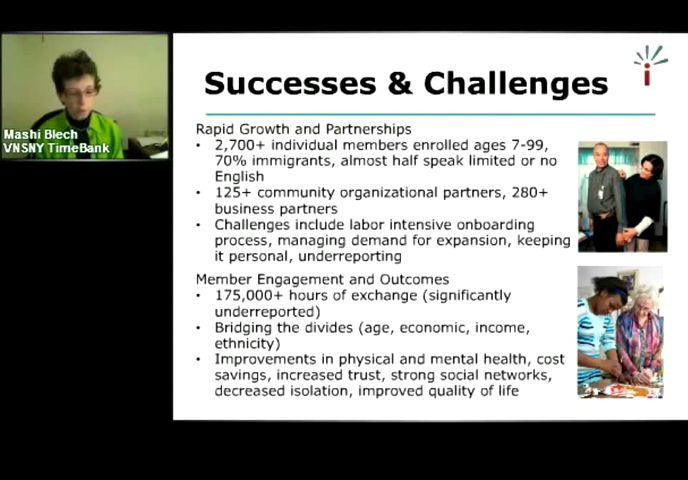 Successes & Challenges
Mashi Blech
VNSNY TimeBank
Rapid Growth and Partnerships
• 2,700+ individual members enrolled ages 7-99,
70% immigrants, almost half speak limited or no
English
• 125+ community organizational partners, 280+
business partners
• Challenges include labor intensive onboarding
process, managing demand for expansion, keeping
it personal, underreporting
Member Engagement and Outcomes
• 175,000+ hours of exchange (significantly
underreported)
• Bridging the divides (age, economic, income,
ethnicity)
• Improvements in physical and mental health, cost
savings, increased trust, strong social networks,
decreased isolation, improved quality of life